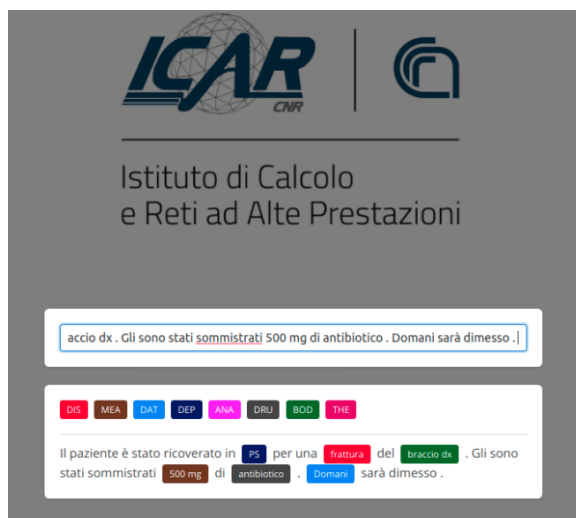 ICAR
CNR
Istituto di Calcolo
e Reti ad Alte Prestazioni
accio dx . Gli sono stati sommistrati 500 mg di antibiotico . Domani sarà dimesso .
DIS MEA DAT DEP ANA DRU BOD THE
Il paziente è stato ricoverato in PS per una frattura del braccio dx . Gli sono
stati sommistrati 500 mg di antibiotico . Domani sarà dimesso .